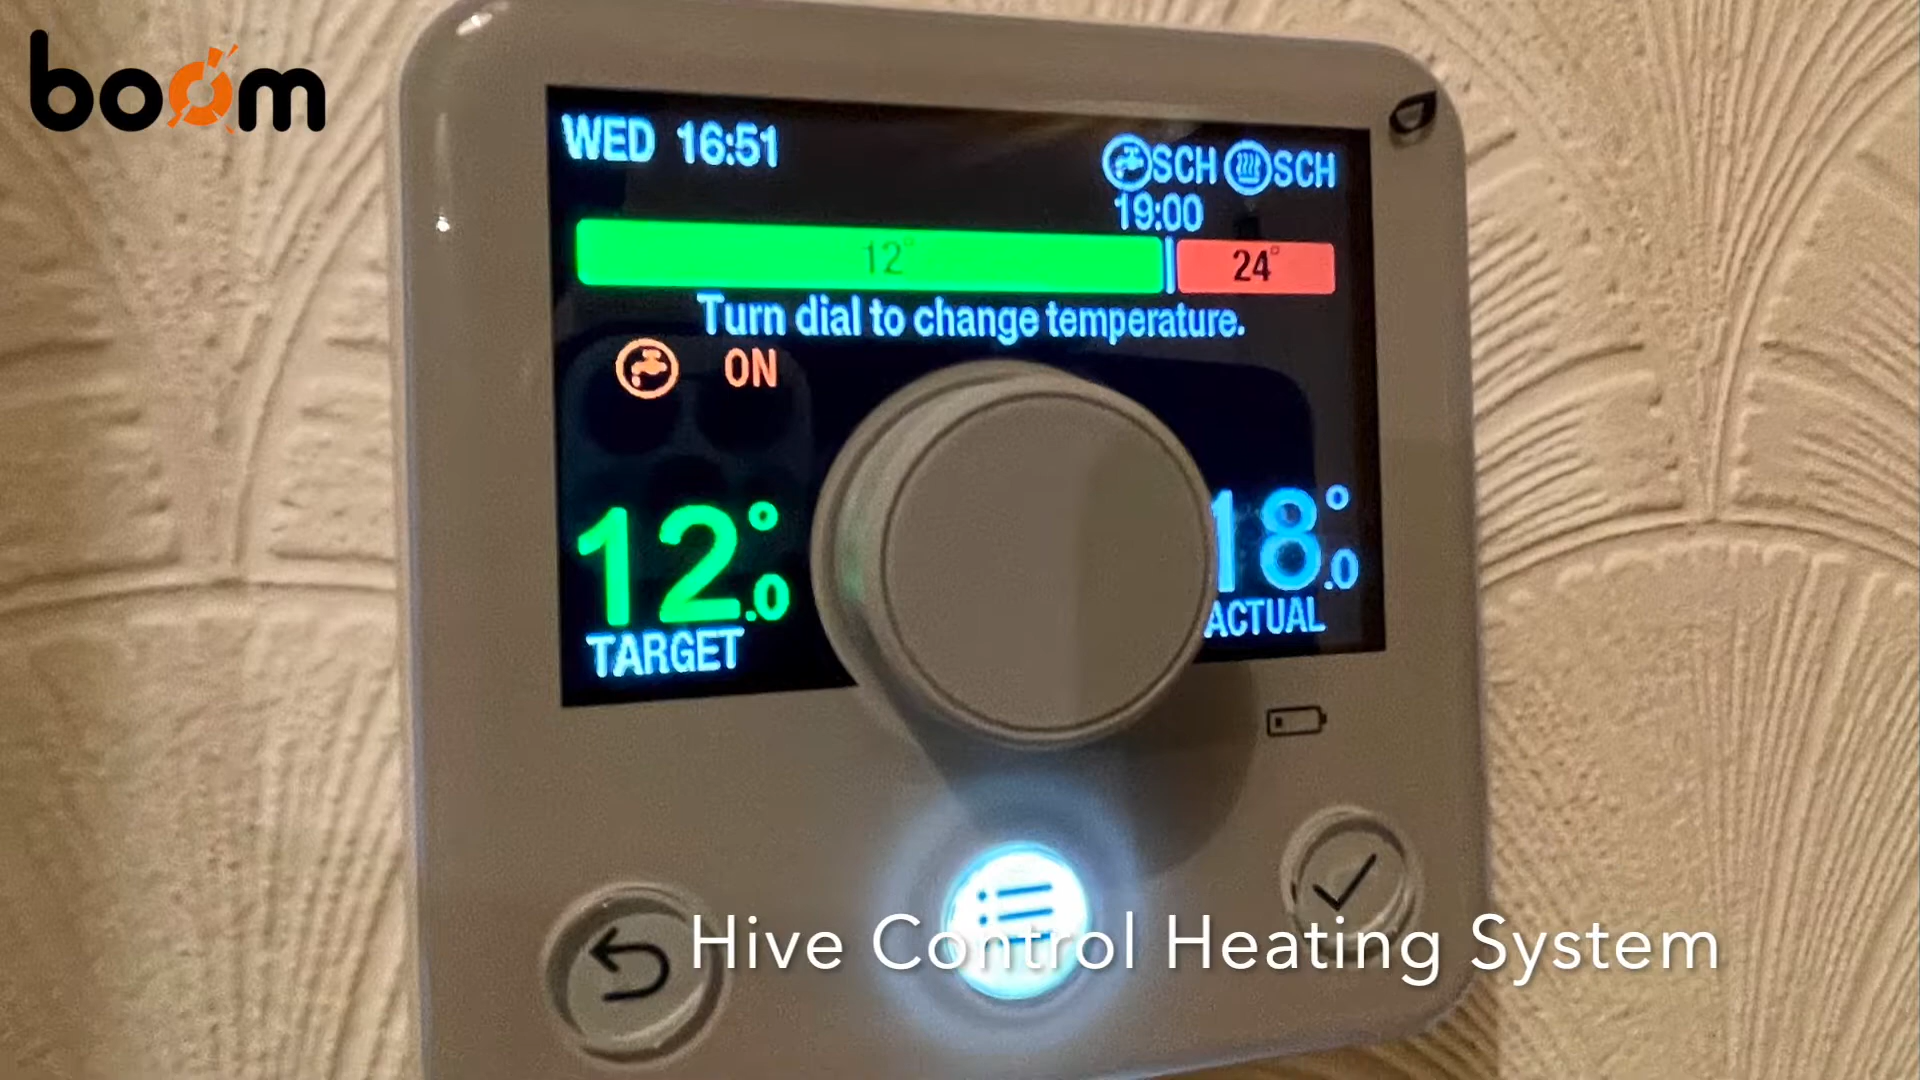 boom
WED 16:51
SCH SCH
19:00
12° 24°
Turn dial to change temperature.
ON
12.0° 18.0°
TARGET ACTUAL
Hive Control Heating System